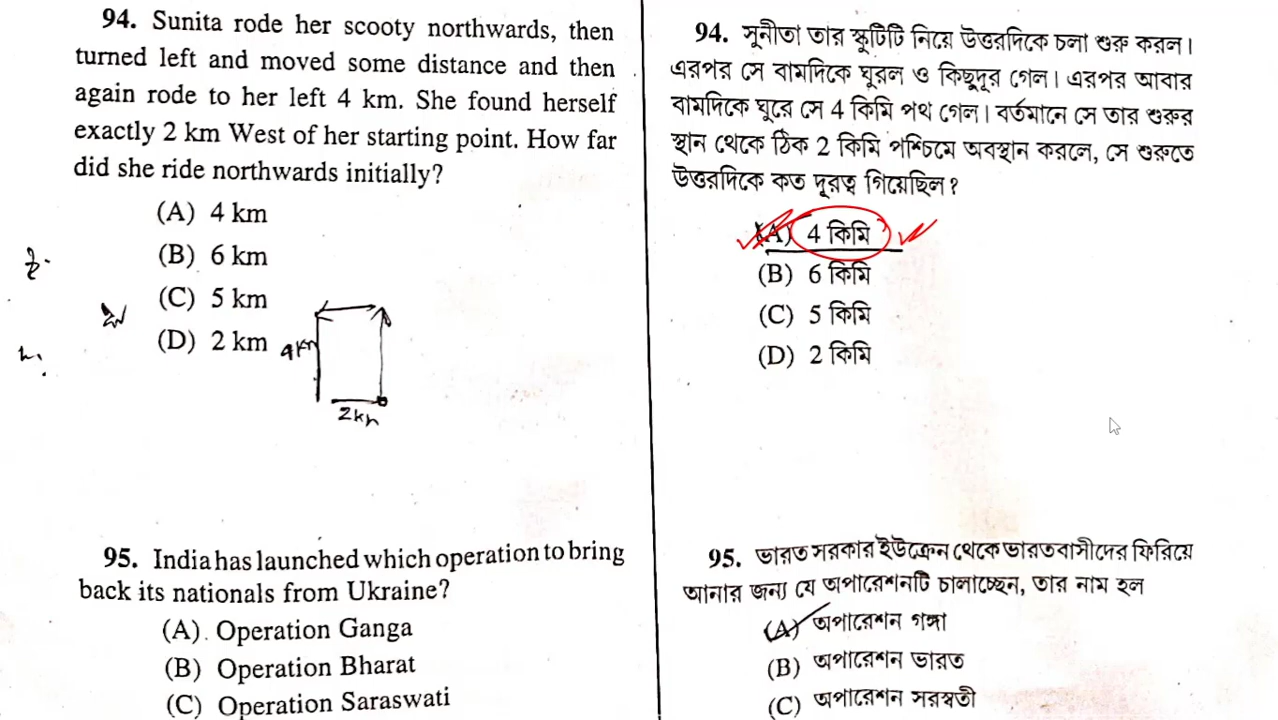 94. Sunita rode her scooty northwards, then
turned left and moved some distance and then
again rode to her left 4 km. She found herself
exactly 2 km West of her starting point. How far
did she ride northwards initially?
(A) 4 km
(B) 6 km
(C) 5 km
(D) 2 km
4km
2km
95. India has launched which operation to bring
back its nationals from Ukraine?
(A). Operation Ganga
(B) Operation Bharat
(C) Operation Saraswati
94. সুনীতা তার স্কুটিটি নিয়ে উত্তরদিকে চলা শুরু করল।
এরপর সে বামদিকে ঘুরল ও কিছুদূর গেল। এরপর আবার
বামদিকে ঘুরে সে 4 কিমি পথ গেল। বর্তমানে সে তার শুরুর
স্থান থেকে ঠিক 2 কিমি পশ্চিমে অবস্থান করলে, সে শুরুতে
উত্তরদিকে কত দূরত্ব গিয়েছিল?
(A) 4 কিমি
(B) 6 কিমি
(C) 5 কিমি
(D) 2 কিমি
95. ভারত সরকার ইউক্রেন থেকে ভারতবাসীদের ফিরিয়ে
আনার জন্য যে অপারেশনটি চালাচ্ছেন, তার নাম হল
(A) অপারেশন গঙ্গা
(B) অপারেশন ভারত
(C) অপারেশন সরস্বতী